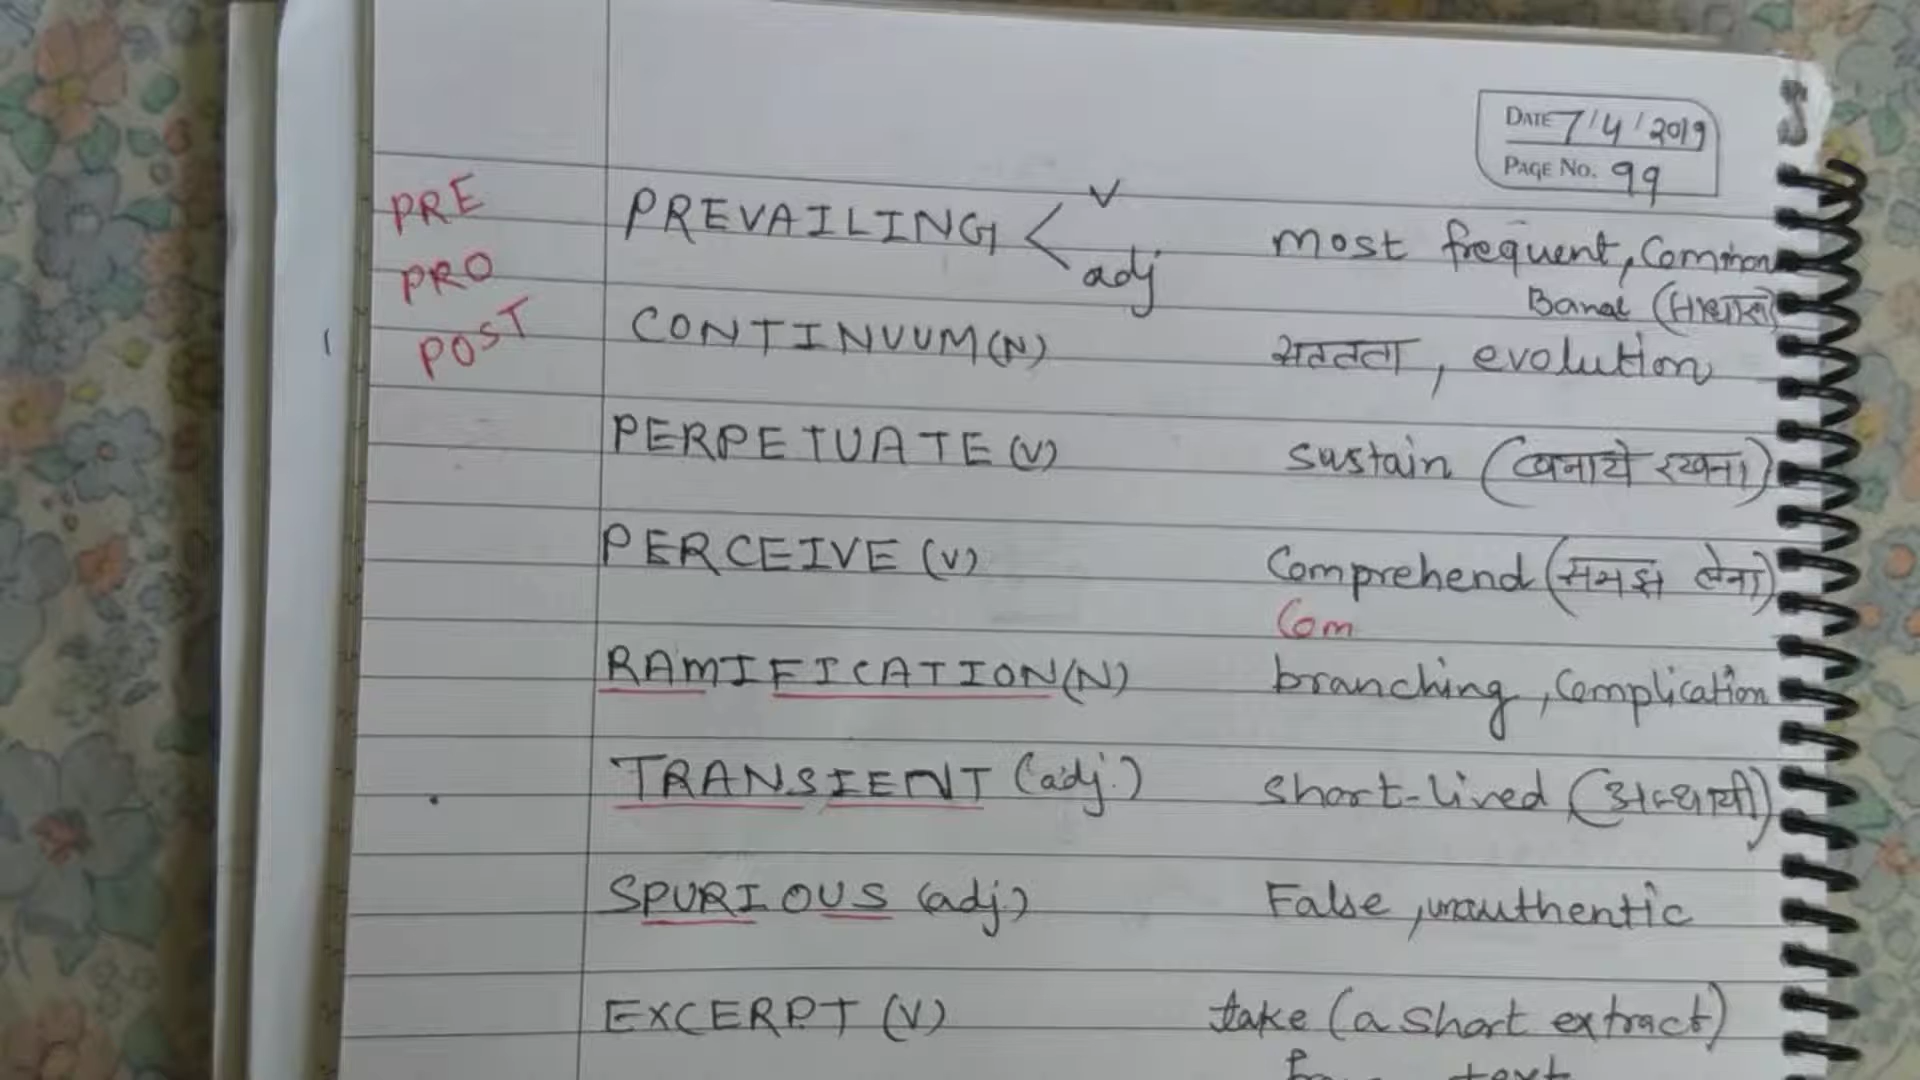 DATE 7/4/2019
PAGE NO. 99
PRE
PRO
POST
PREVAILING < v adj most frequent, Common
Banal (साधारण)
CONTINUUM (N) सततता, evolution
PERPETUATE (v) sustain (बनाये रखना)
PERCEIVE (v) Comprehend (समझ लेना)
Com
RAMIFICATION (N) branching, Complication
TRANSIENT (adj.) short-lived (अस्थायी)
SPURIOUS (adj.) False, unauthentic
EXCERPT (V) take (a short extract)
text